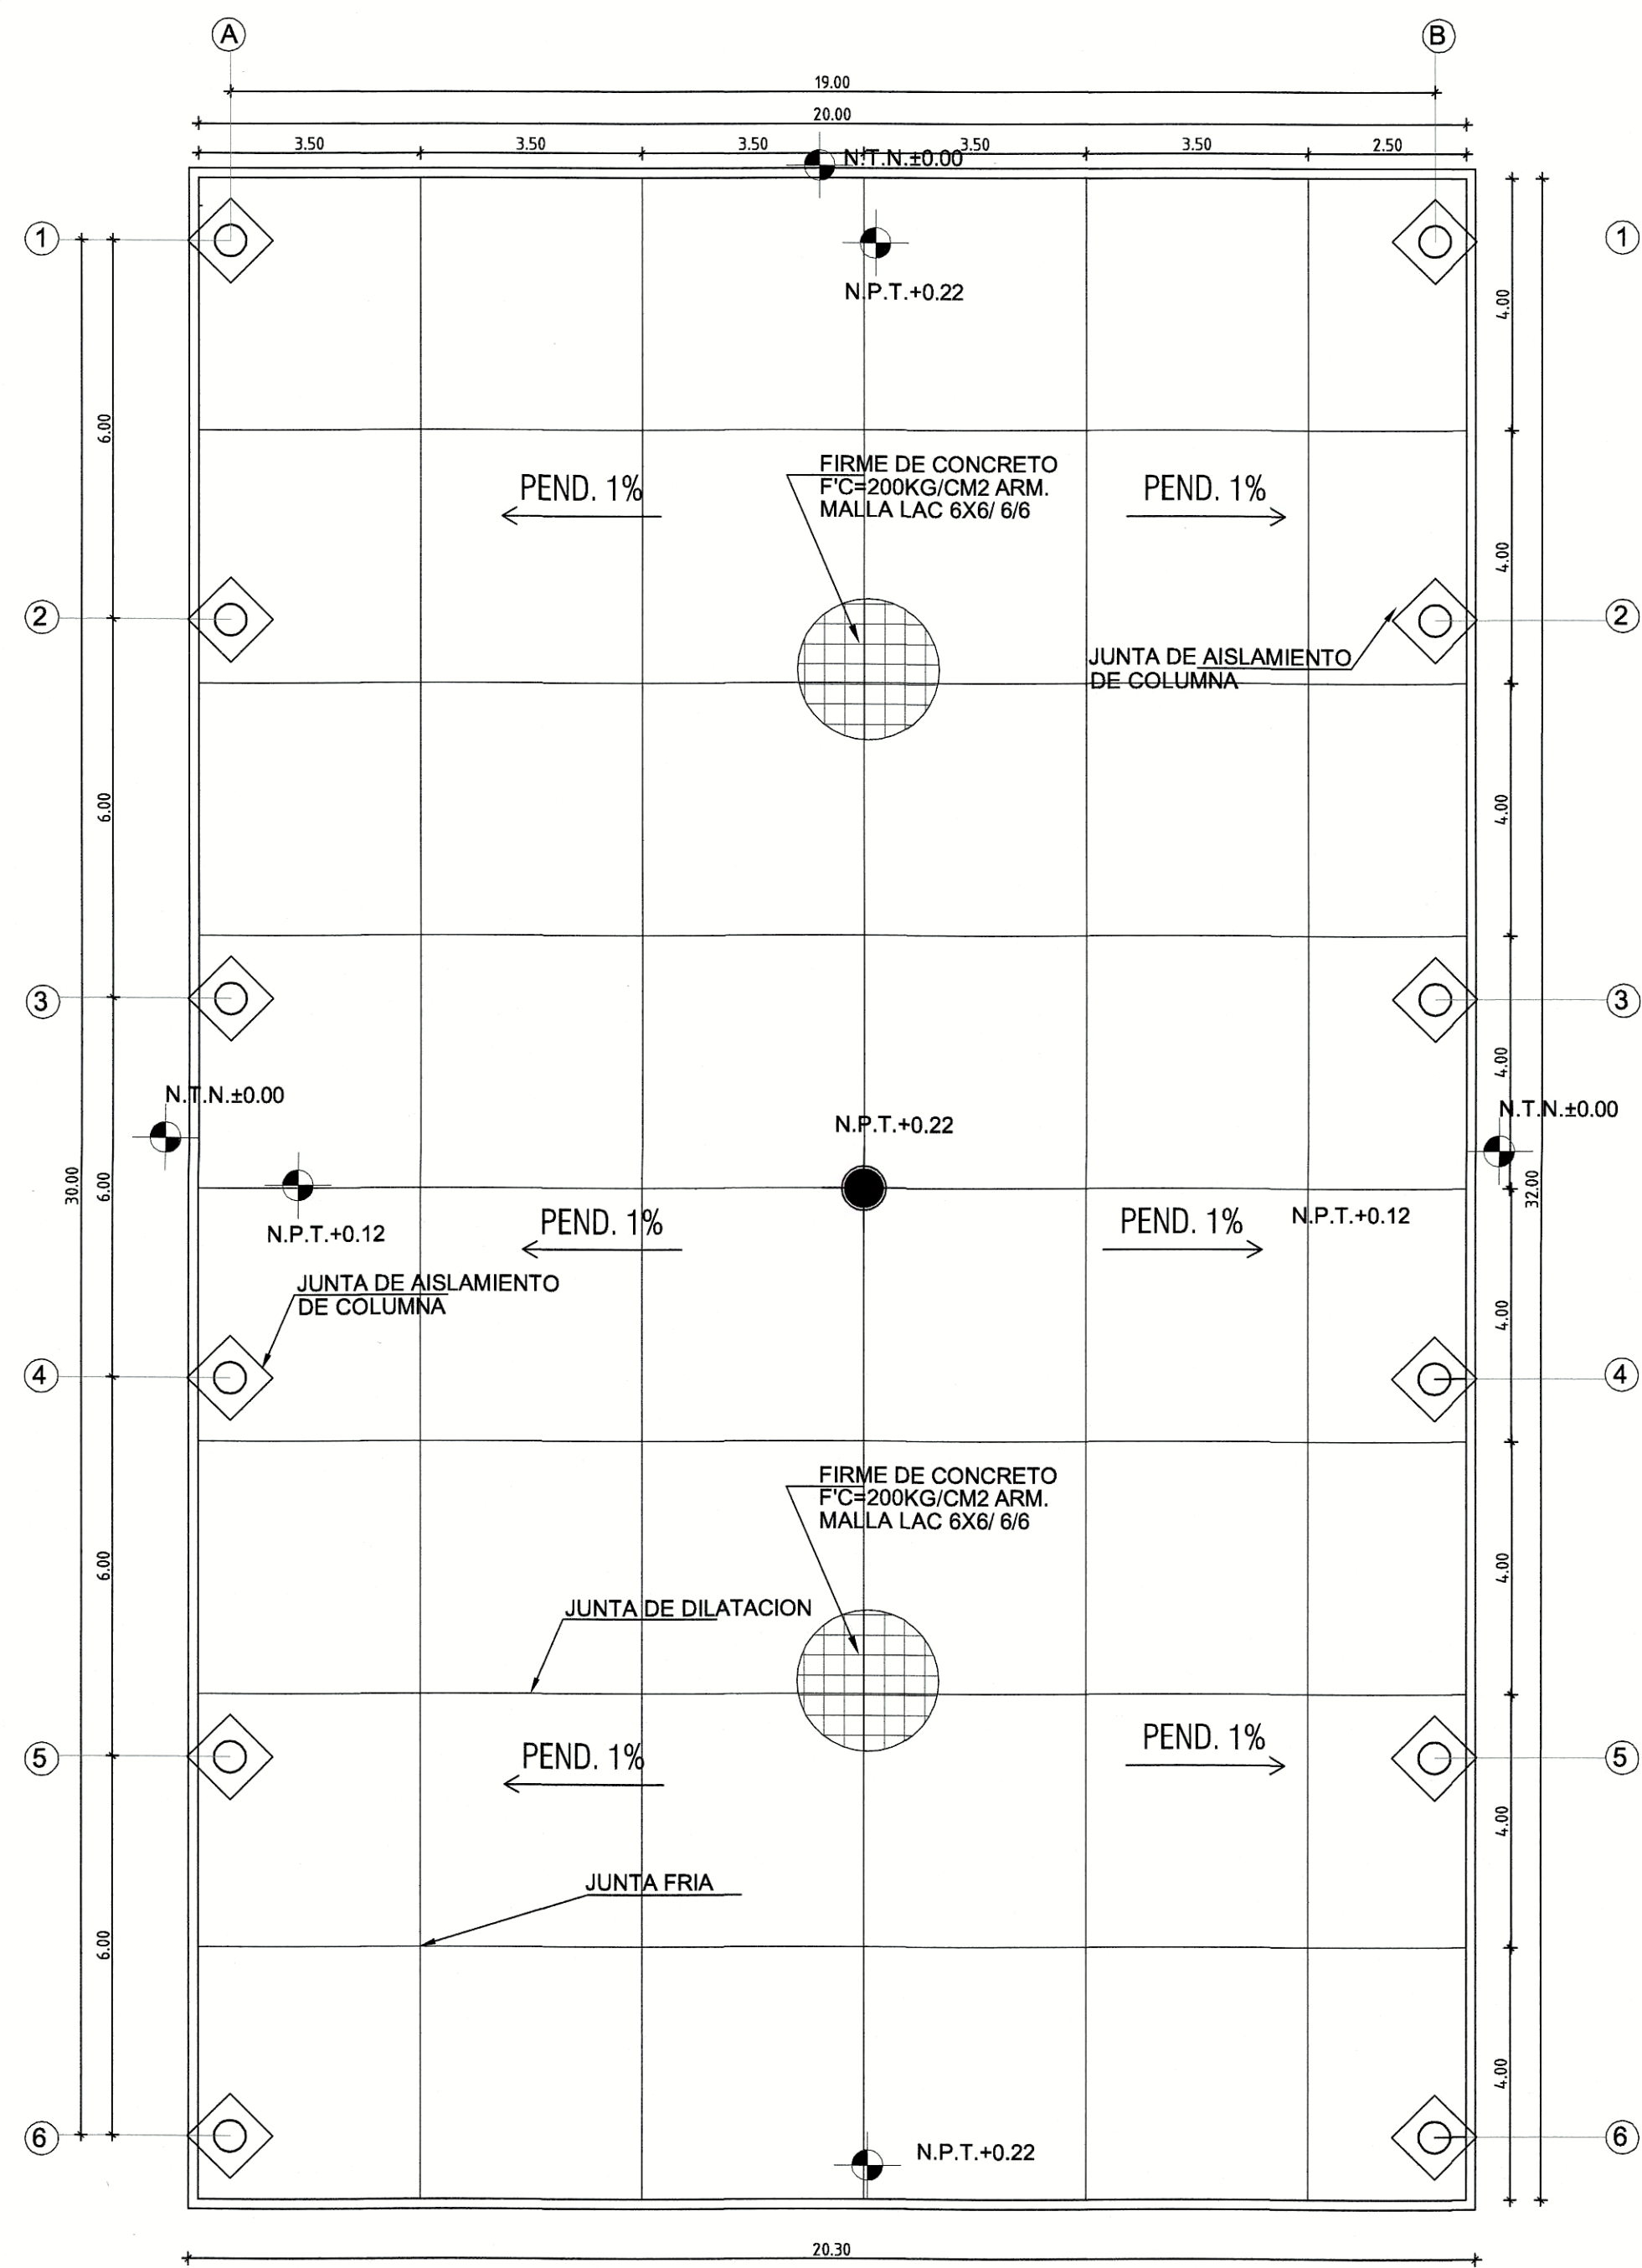 A
B
19.00
20.00
3.50
3.50
3.50
3.50
3.50
2.50
N.T.N.±0.00
1
1
N.P.T.+0.22
4.00
6.00
FIRME DE CONCRETO
F'C=200KG/CM2 ARM.
MALLA LAC 6X6/ 6/6
PEND. 1%
PEND. 1%
4.00
2
2
JUNTA DE AISLAMIENTO
DE COLUMNA
6.00
4.00
3
3
4.00
N.T.N.±0.00
N.T.N.±0.00
N.P.T.+0.22
30.00
6.00
32.00
N.P.T.+0.12
PEND. 1%
PEND. 1%
N.P.T.+0.12
JUNTA DE AISLAMIENTO
DE COLUMNA
4.00
4
4
FIRME DE CONCRETO
F'C=200KG/CM2 ARM.
MALLA LAC 6X6/ 6/6
6.00
4.00
JUNTA DE DILATACION
5
5
PEND. 1%
PEND. 1%
4.00
JUNTA FRIA
6.00
4.00
6
6
N.P.T.+0.22
20.30